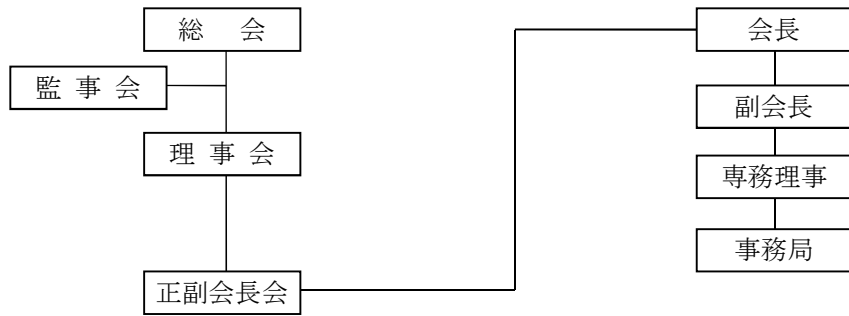 総　会
監 事 会
理 事 会
正副会長会
会長
副会長
専務理事
事務局